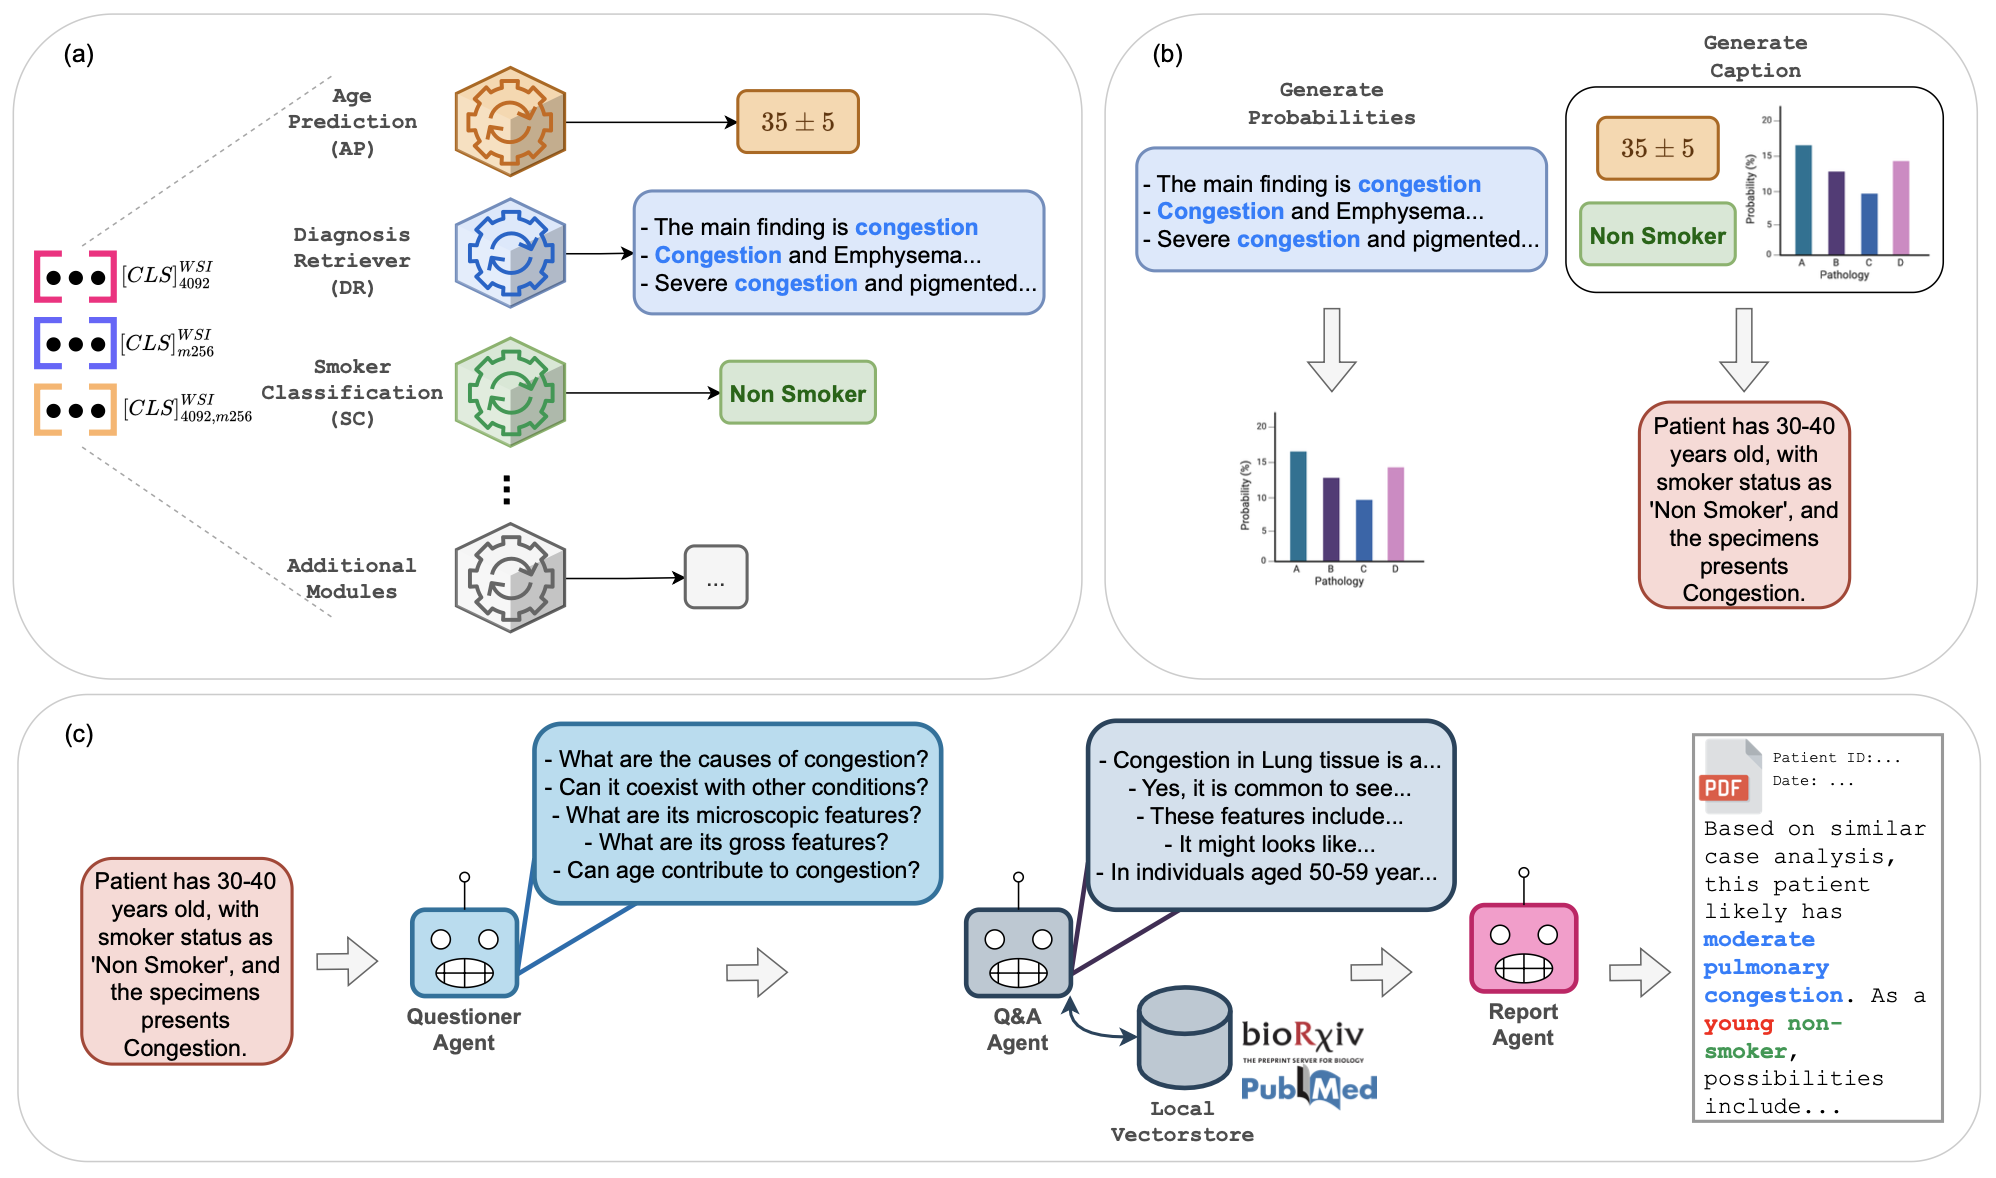 (a)
Age
Prediction
(AP)
35 ± 5
Diagnosis
Retriever
(DR)
- The main finding is congestion
- Congestion and Emphysema...
- Severe congestion and pigmented...
[CLS]^{WSI}_{4092}
[CLS]^{WSI}_{m256}
[CLS]^{WSI}_{4092,m256}
Smoker
Classification
(SC)
Non Smoker
Additional
Modules
...
(b)
Generate
Probabilities
- The main finding is congestion
- Congestion and Emphysema...
- Severe congestion and pigmented...
Probability (%)
20
15
10
5
0
A B C D
Pathology
Generate
Caption
35 ± 5
Non Smoker
Probability (%)
20
15
10
5
0
A B C D
Pathology
Patient has 30-40
years old, with
smoker status as
'Non Smoker', and
the specimens
presents
Congestion.
(c)
Patient has 30-40
years old, with
smoker status as
'Non Smoker', and
the specimens
presents
Congestion.
- What are the causes of congestion?
- Can it coexist with other conditions?
- What are its microscopic features?
- What are its gross features?
- Can age contribute to congestion?
Questioner
Agent
- Congestion in Lung tissue is a...
- Yes, it is common to see...
- These features include...
- It might looks like...
- In individuals aged 50-59 year...
Q&A
Agent
Local
Vectorstore
bioRxiv
THE PREPRINT SERVER FOR BIOLOGY
PubMed
Report
Agent
PDF
Patient ID:...
Date: ...
Based on similar
case analysis,
this patient
likely has
moderate
pulmonary
congestion. As a
young non-
smoker,
possibilities
include...